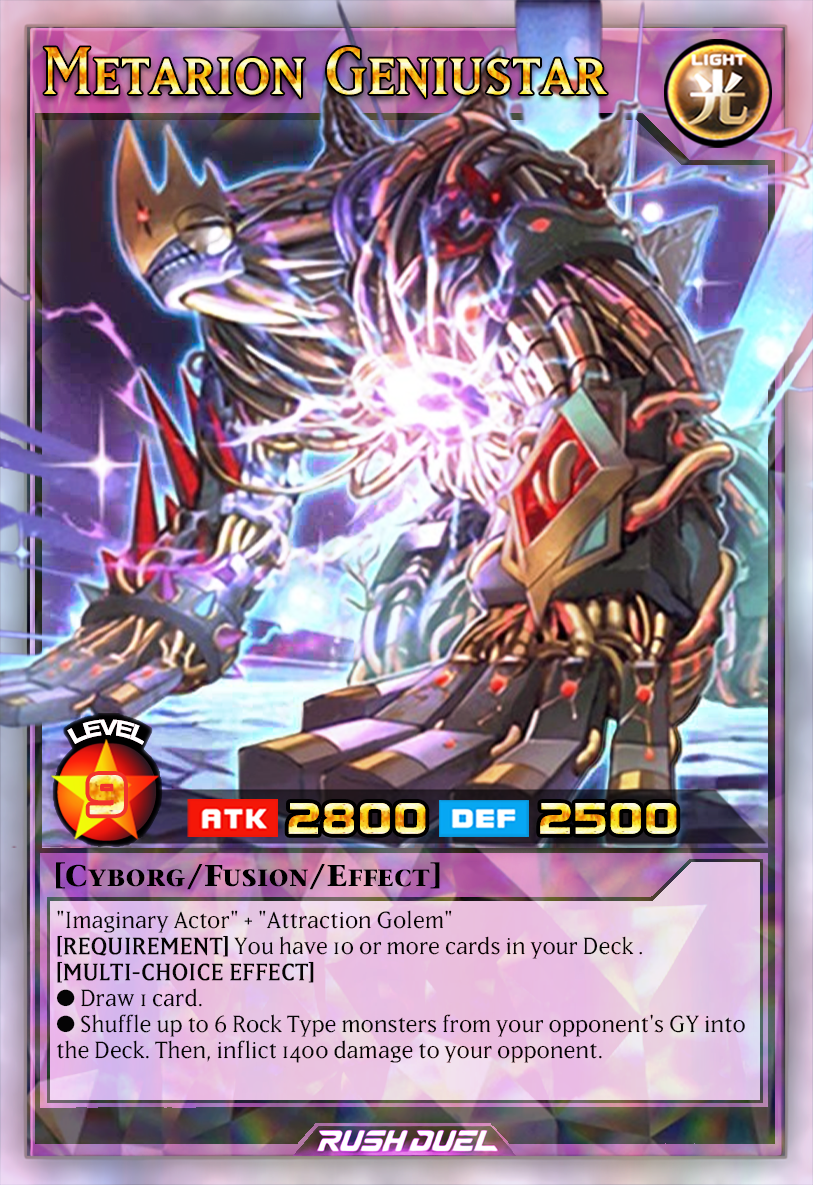 METARION GENIUSTAR
LIGHT
光
LEVEL
9
ATK 2800 DEF 2500
[CYBORG/FUSION/EFFECT]
"Imaginary Actor" + "Attraction Golem"
[REQUIREMENT] You have 10 or more cards in your Deck .
[MULTI-CHOICE EFFECT]
● Draw 1 card.
● Shuffle up to 6 Rock Type monsters from your opponent's GY into
the Deck. Then, inflict 1400 damage to your opponent.
RUSH DUEL